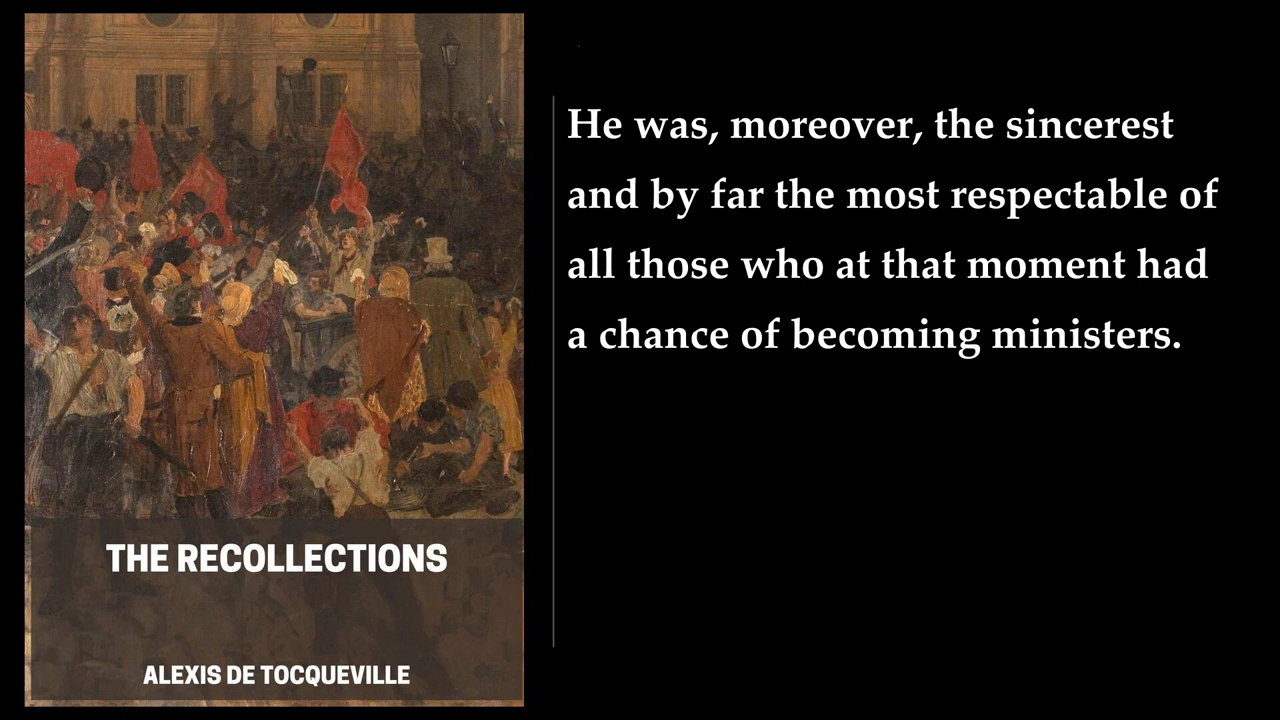 He was, moreover, the sincerest
and by far the most respectable of
all those who at that moment had
a chance of becoming ministers.
THE RECOLLECTIONS
ALEXIS DE TOCQUEVILLE